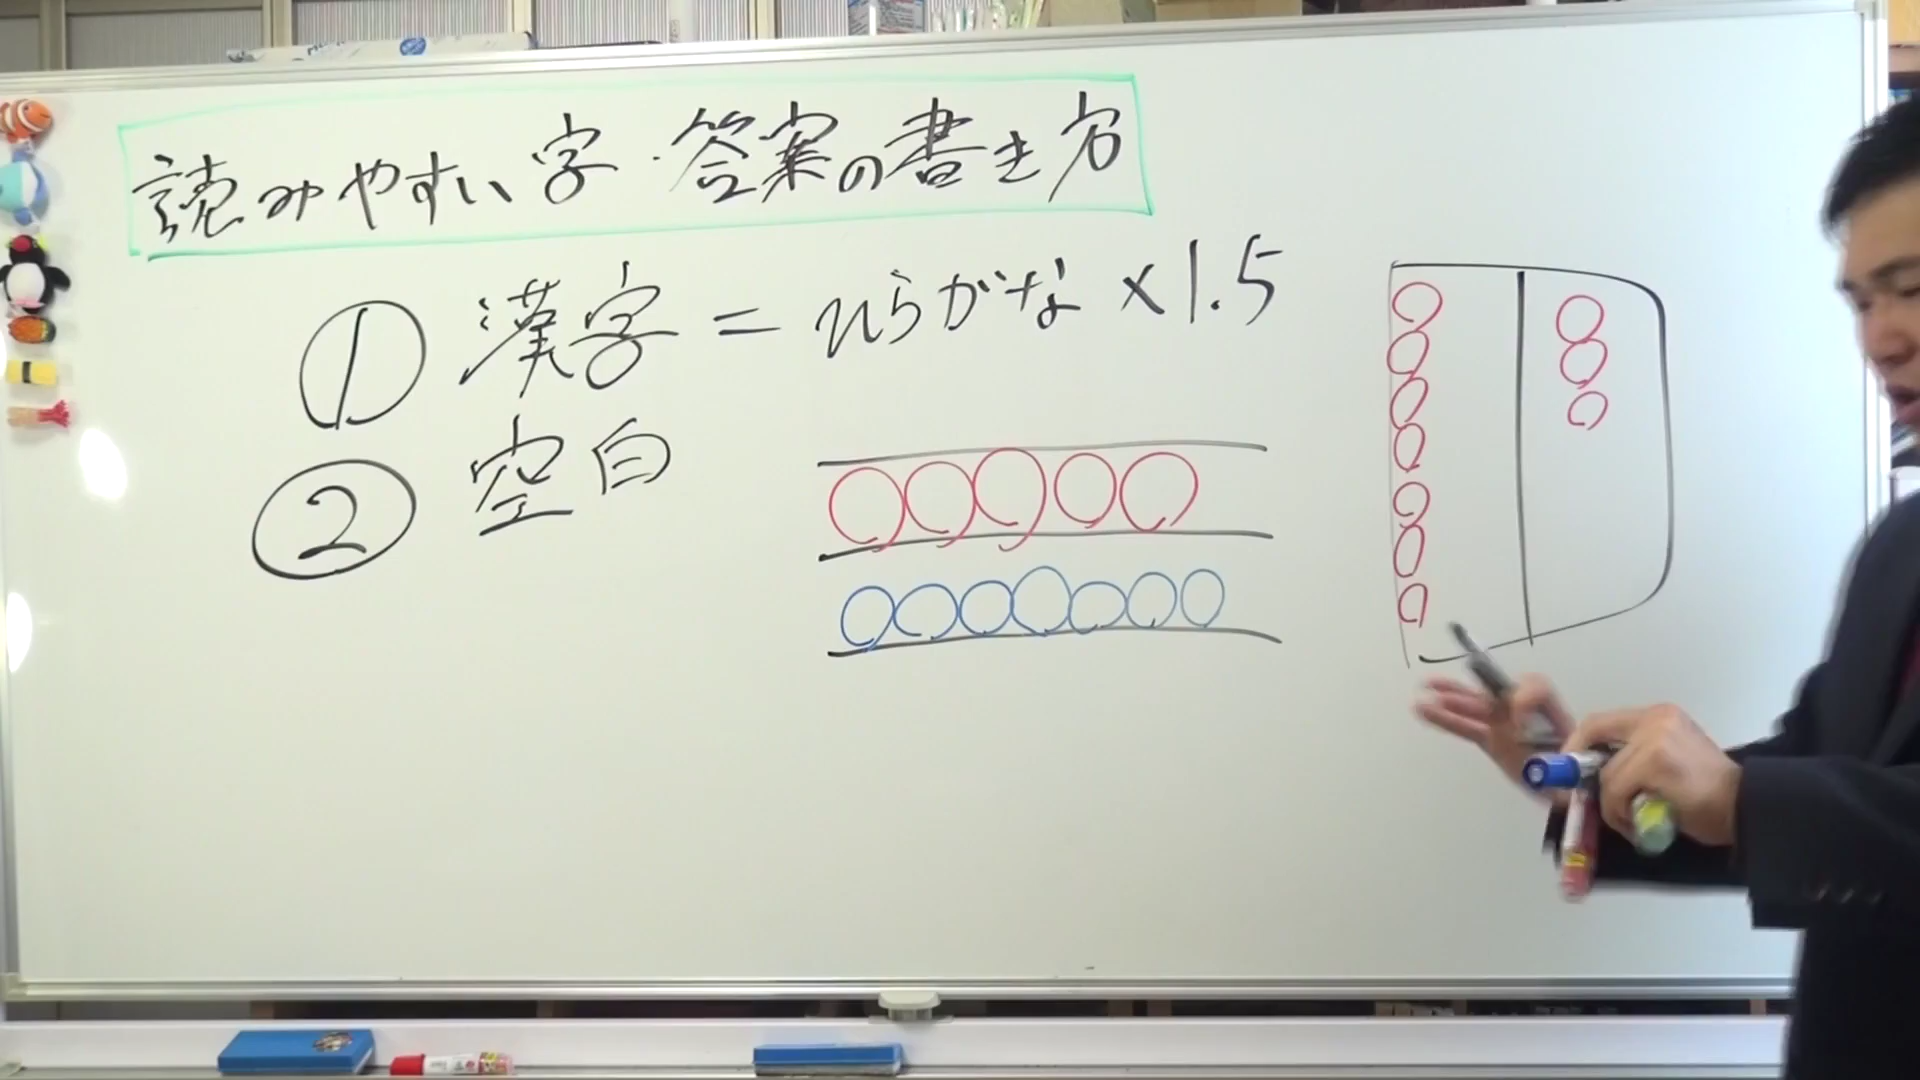 読みやすい字・答案の書き方
① 漢字 = ひらがな × 1.5
② 空白